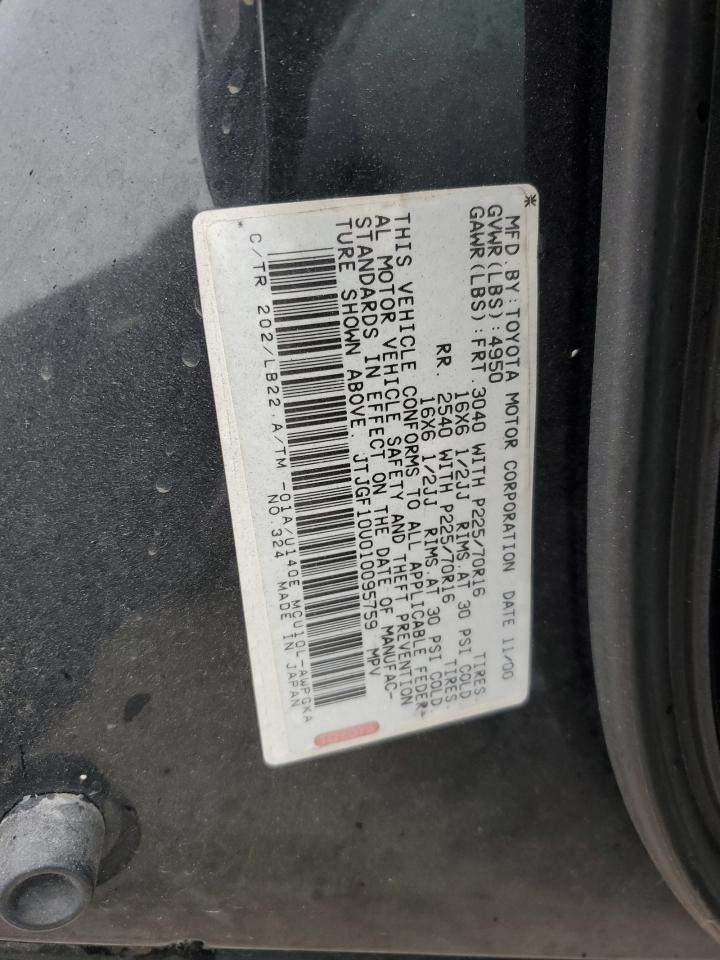 MFD. BY: TOYOTA MOTOR CORPORATION DATE 11/00
GVWR(LBS):4950
GAWR(LBS):FRT.3040 WITH P225/70R16 TIRES.
16X6 1/2JJ RIMS.AT 30 PSI COLD
RR. 2540 WITH P225/70R16 TIRES.
16X6 1/2JJ RIMS.AT 30 PSI COLD.
THIS VEHICLE CONFORMS TO ALL APPLICABLE FEDER-
AL MOTOR VEHICLE SAFETY AND THEFT PREVENTION
STANDARDS IN EFFECT ON THE DATE OF MANUFAC-
TURE SHOWN ABOVE. JTJGF10U010095759 MPV
TOYOTA
C/TR 202/LB22.A/TM -01A/U140E MCU10L-AWPGKA
NO.324 MADE IN JAPAN